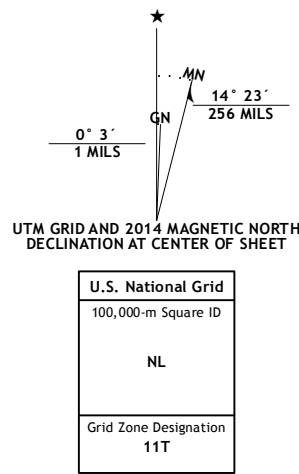 ★
MN
GN
14° 23´
256 MILS
0° 3´
1 MILS
UTM GRID AND 2014 MAGNETIC NORTH
DECLINATION AT CENTER OF SHEET
U.S. National Grid
100,000-m Square ID
NL
Grid Zone Designation
11T